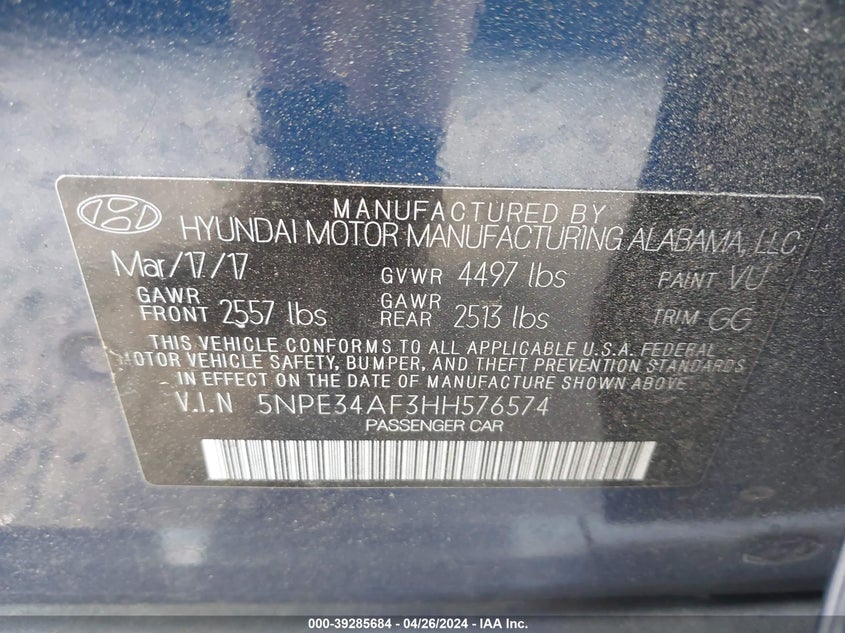 MANUFACTURED BY
HYUNDAI MOTOR MANUFACTURING ALABAMA, LLC
Mar/17/17 GVWR 4497 lbs PAINT VU
GAWR FRONT 2557 lbs GAWR REAR 2513 lbs TRIM GG
THIS VEHICLE CONFORMS TO ALL APPLICABLE U.S.A. FEDERAL
MOTOR VEHICLE SAFETY, BUMPER, AND THEFT PREVENTION STANDARDS
IN EFFECT ON THE DATE OF MANUFACTURE SHOWN ABOVE
V.I.N 5NPE34AF3HH576574
PASSENGER CAR
000-39285684 - 04/26/2024 - IAA Inc.